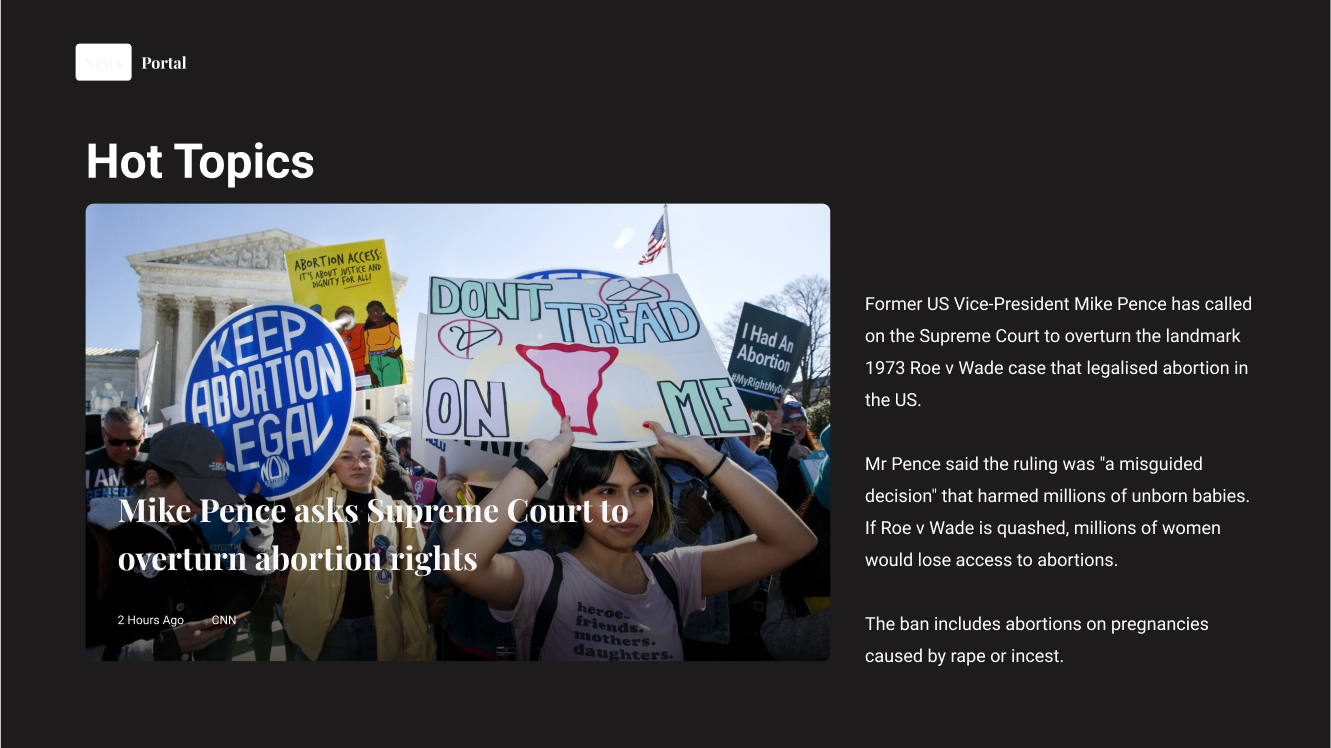 News Portal
Hot Topics
ABORTION ACCESS:
IT'S ABOUT JUSTICE AND
DIGNITY FOR ALL!
KEEP
ABORTION
LEGAL
NOW
DON'T
TREAD
ON ME
I Had An
Abortion
I AM
Mike Pence asks Supreme Court to
overturn abortion rights
2 Hours Ago CNN
heroes.
friends.
mothers.
daughters.
Former US Vice-President Mike Pence has called
on the Supreme Court to overturn the landmark
1973 Roe v Wade case that legalised abortion in
the US.
Mr Pence said the ruling was "a misguided
decision" that harmed millions of unborn babies.
If Roe v Wade is quashed, millions of women
would lose access to abortions.
The ban includes abortions on pregnancies
caused by rape or incest.